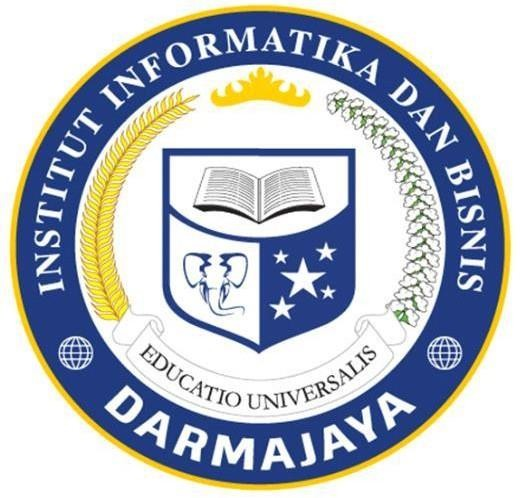 INSTITUT INFORMATIKA DAN BISNIS
EDUCATIO UNIVERSALIS
DARMAJAYA